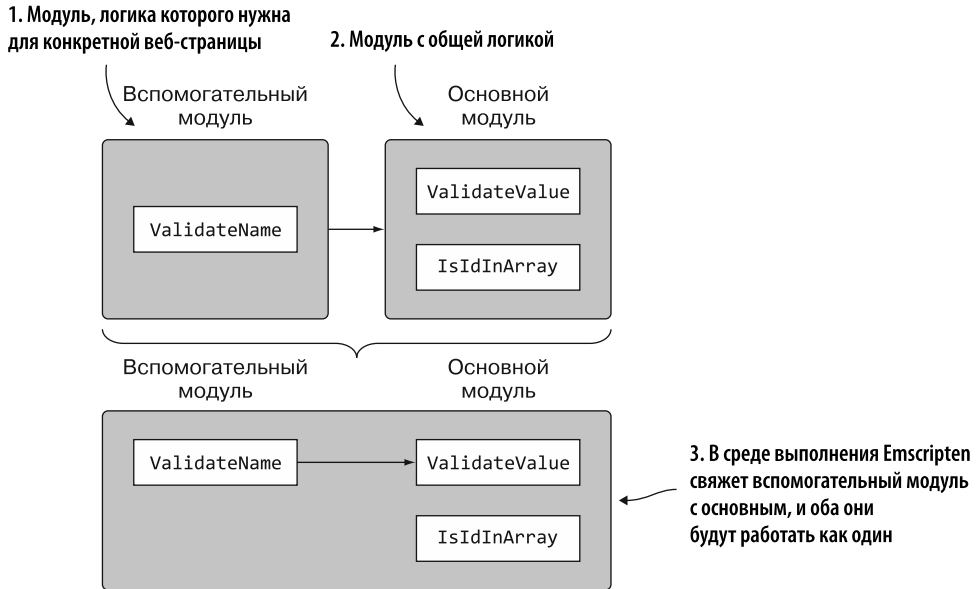 1. Модуль, логика которого нужна
для конкретной веб-страницы
2. Модуль с общей логикой
Вспомогательный
модуль
Основной
модуль
ValidateName
ValidateValue
IsIdInArray
Вспомогательный
модуль
Основной
модуль
ValidateName
ValidateValue
IsIdInArray
3. В среде выполнения Emscripten
свяжет вспомогательный модуль
с основным, и оба они
будут работать как один